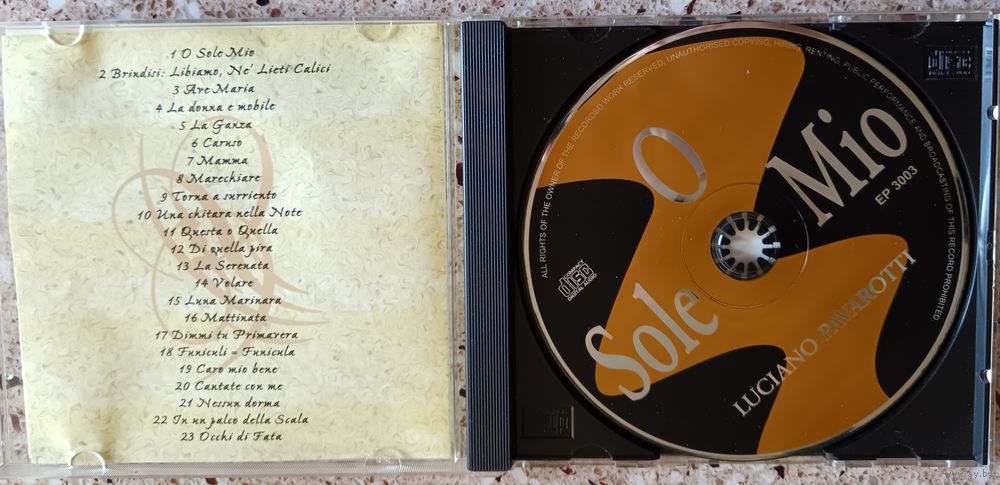 1 O Sole Mio
2 Brindisi: Libiamo, Ne' Lieti Calici
3 Ave Maria
4 La donna e mobile
5 La Ganza
6 Caruso
7 Mamma
8 Marechiare
9 Torna a surriento
10 Una chitara nella Note
11 Questa o Quella
12 Di quella pira
13 La Serenata
14 Volare
15 Luna Marinara
16 Mattinata
17 Dimmi tu Primavera
18 Funiculi = Funicula
19 Caro mio bene
20 Cantate con me
21 Nessun dorma
22 In un palco della Scala
23 Occhi di Fata
ALL RIGHTS OF THE OWNER OF THE RECORDED WORK RESERVED, UNAUTHORISED COPYING, HIRING, RENTING, PUBLIC PERFORMANCE AND BROADCASTING OF THIS RECORD PROHIBITED.
O
Sole
Mio
EP 3003
LUCIANO PAVAROTTI
COMPACT
disc
DIGITAL AUDIO